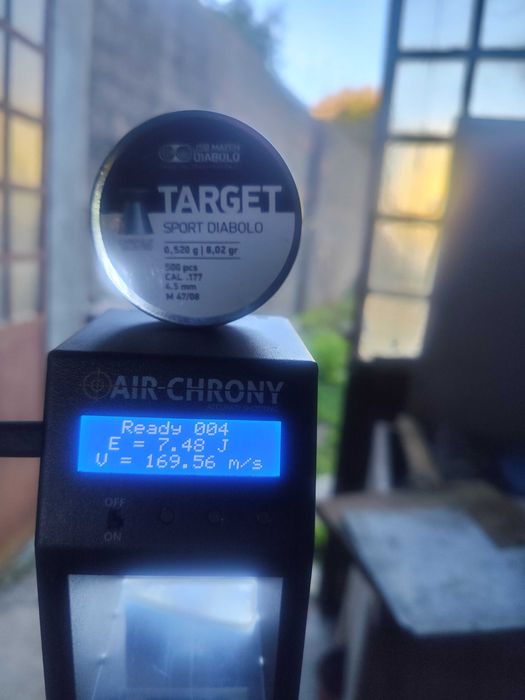 JSB MATCH
DIABOLO
TARGET
SPORT DIABOLO
0,520 g | 8,02 gr
500 pcs
CAL .177
4.5 mm
M 47/08
AIR CHRONY
Ready 004
E = 7.48 J
V = 169.56 m/s
OFF
ON